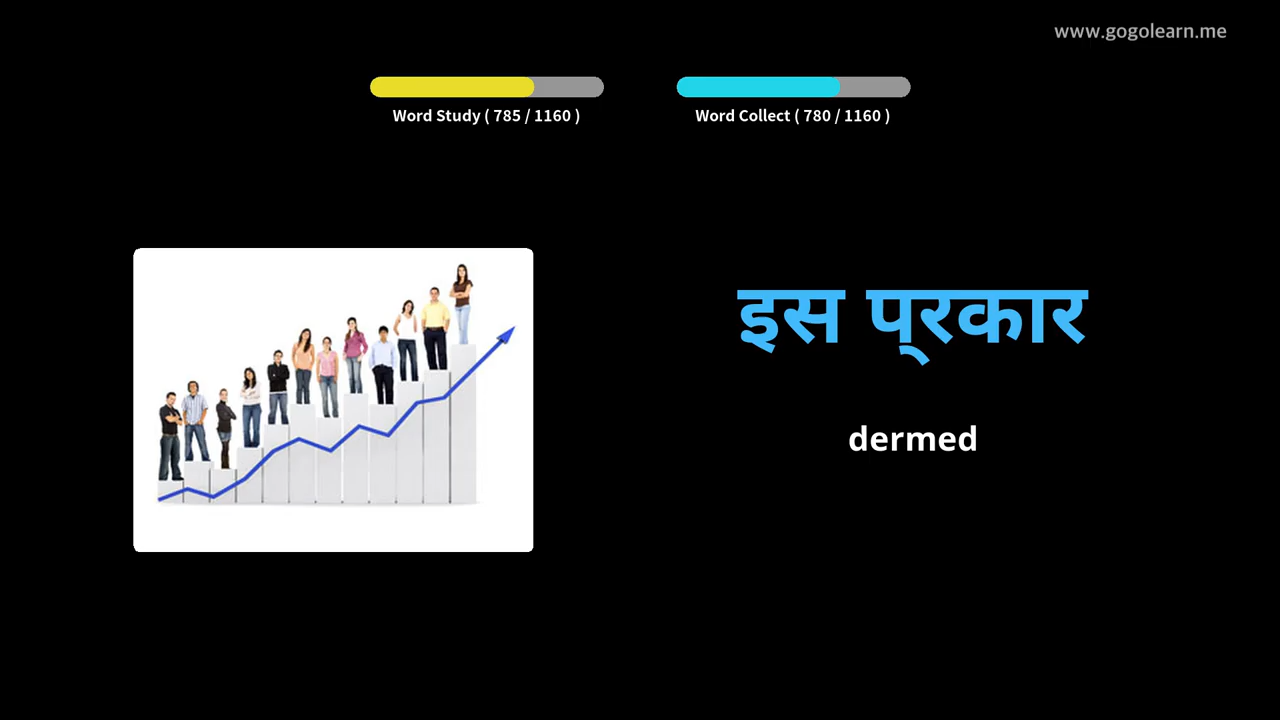 www.gogolearn.me
Word Study ( 785 / 1160 )
Word Collect ( 780 / 1160 )
इस प्रकार
dermed